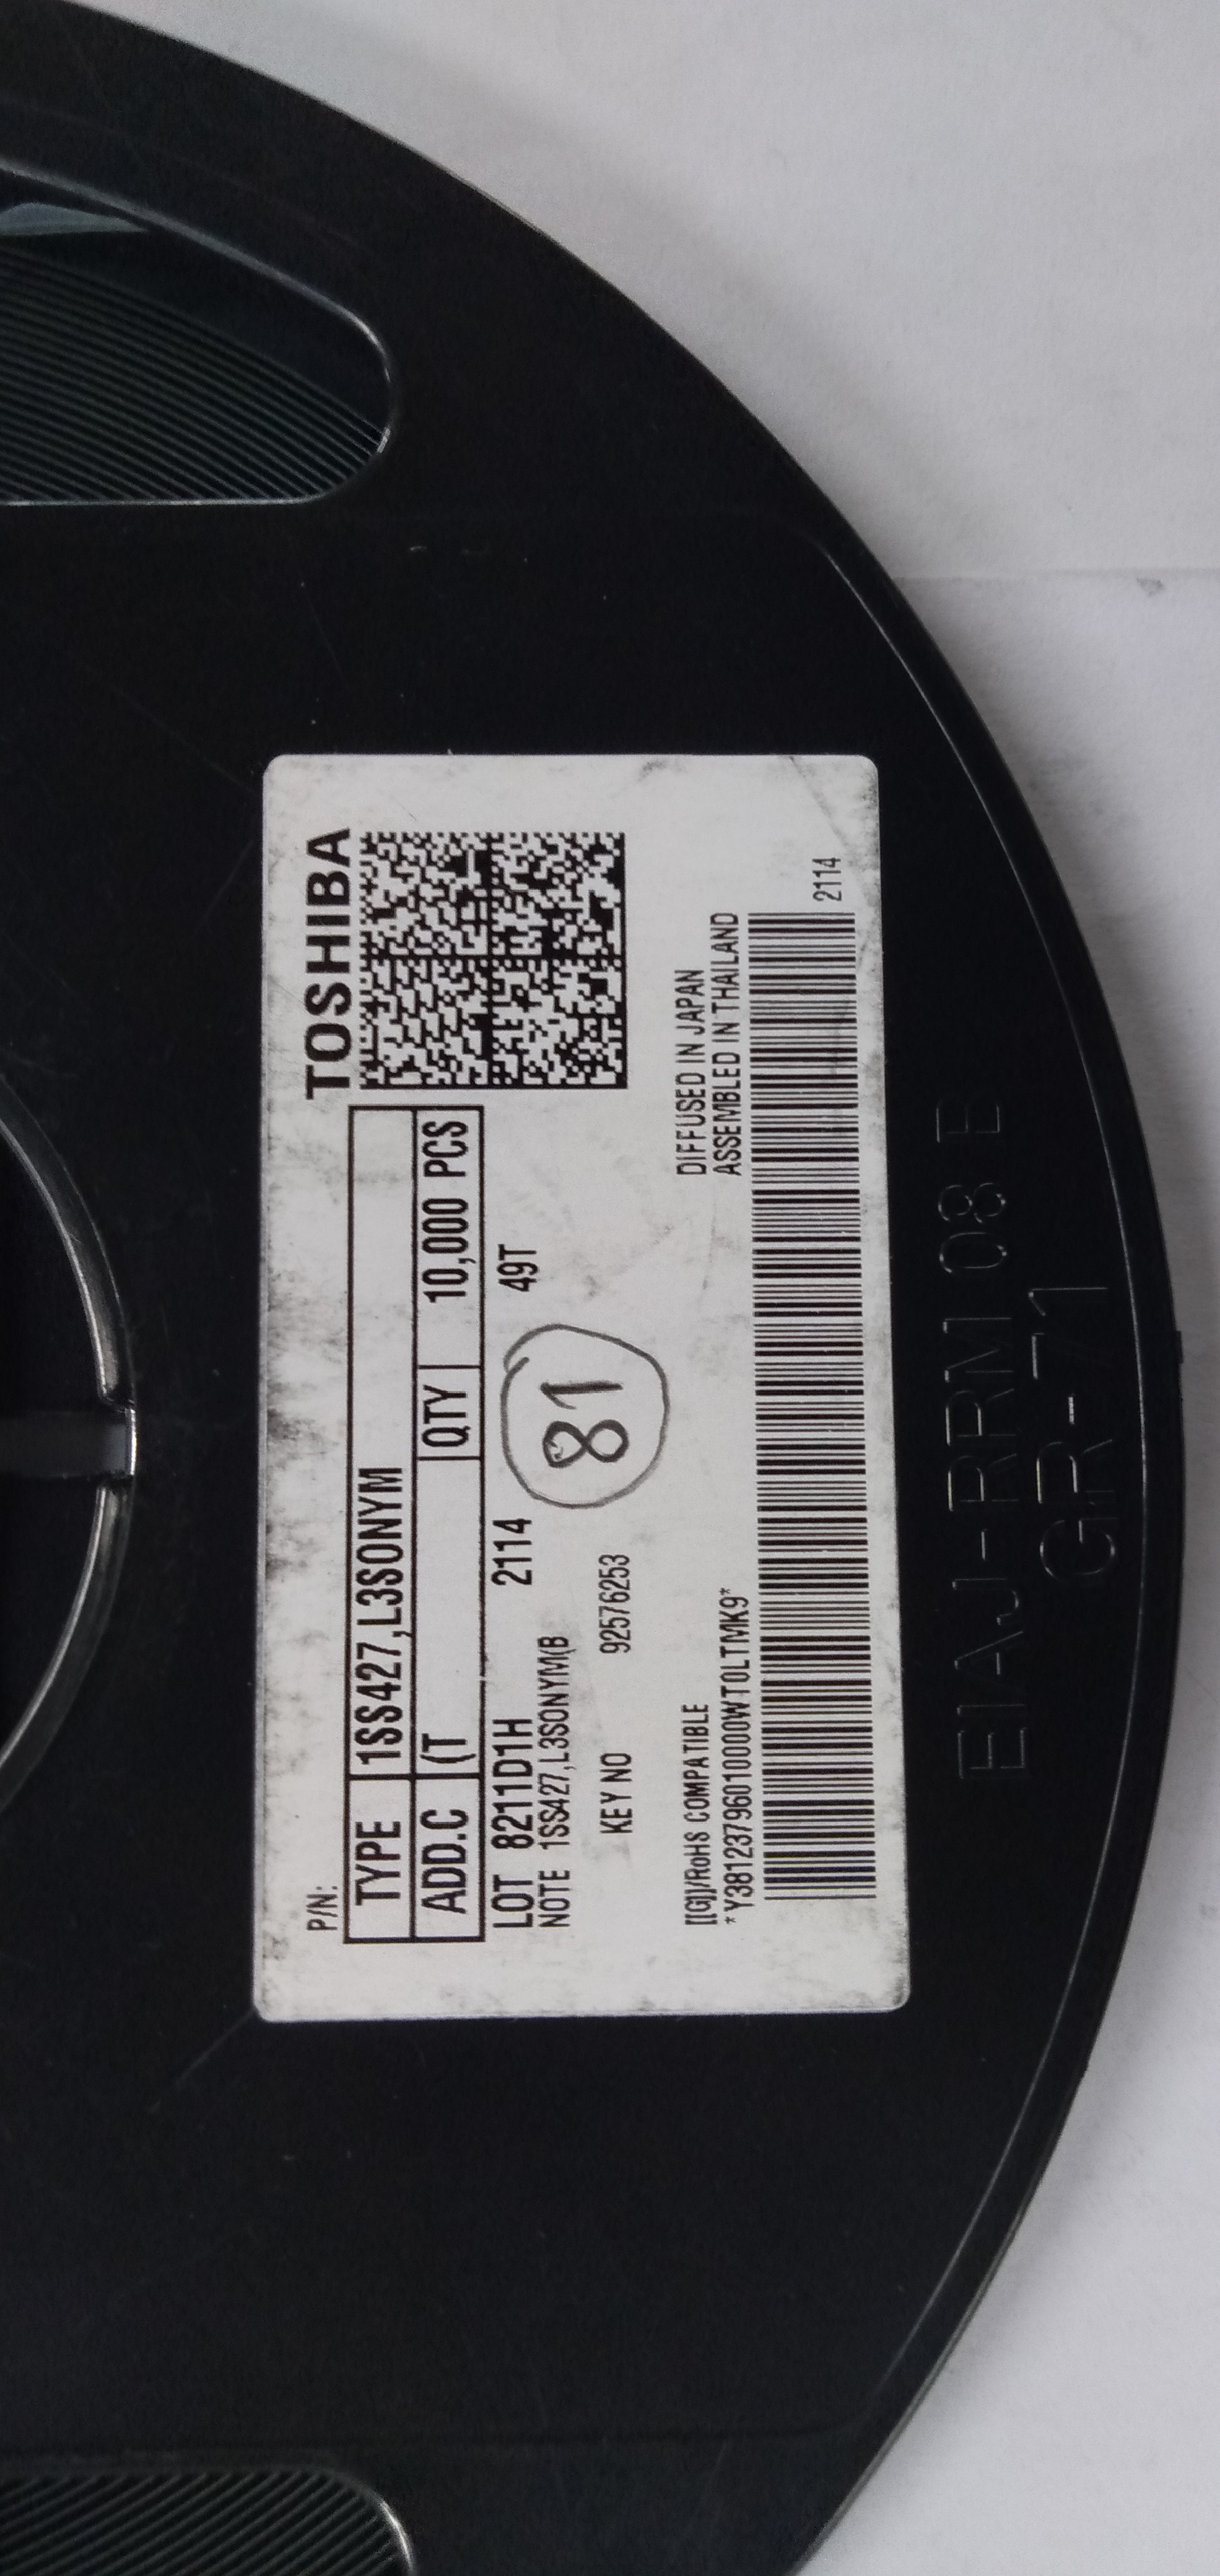 P/N:
TOSHIBA
TYPE 1SS427,L3SONYM
ADD.C (T QTY 10,000 PCS
LOT 8211D1H 2114 49T
NOTE 1SS427,L3SONYM(B
81
KEY NO 92576253
DIFFUSED IN JAPAN
[[G]]/RoHS COMPATIBLE ASSEMBLED IN THAILAND
*Y38123796010000WT0LTMK9*
2114
EIAJ-RRM 08 B
GR-71